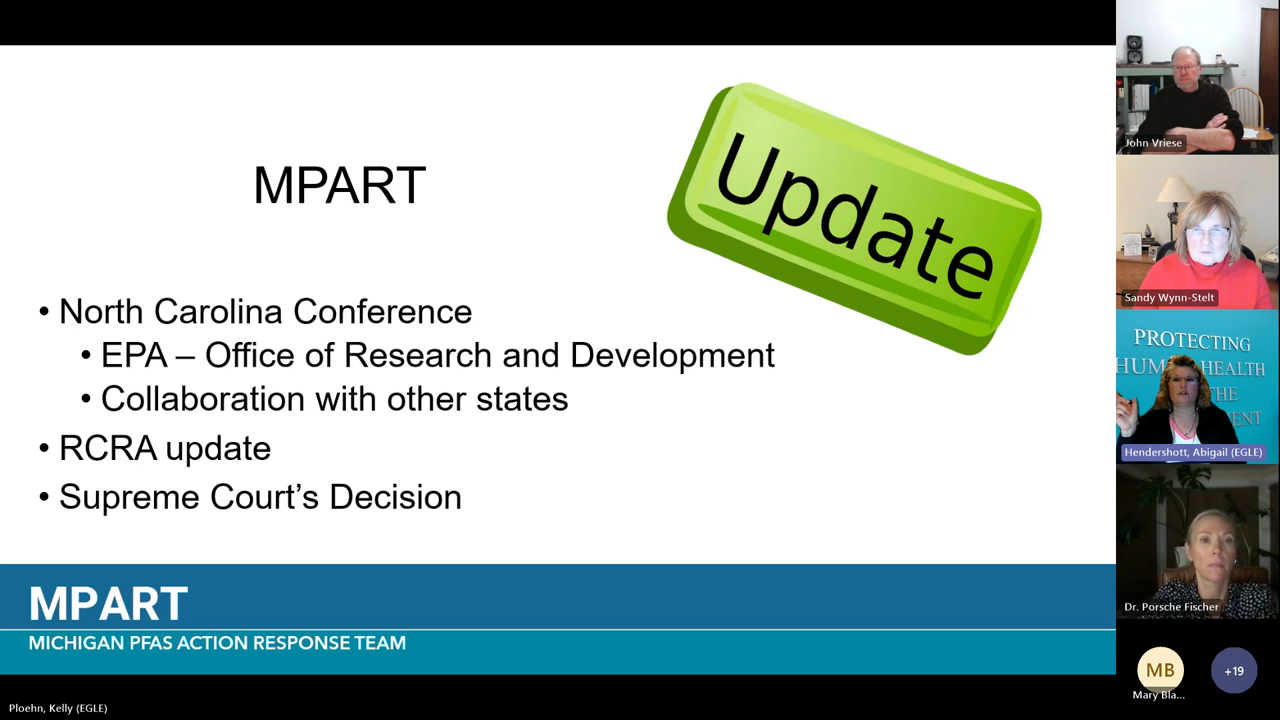 MPART
Update
• North Carolina Conference
• EPA – Office of Research and Development
• Collaboration with other states
• RCRA update
• Supreme Court’s Decision
MPART
MICHIGAN PFAS ACTION RESPONSE TEAM
Ploehn, Kelly (EGLE)
John Vriese
Sandy Wynn-Stelt
PROTECTING
HUM HEALTH
THE
ENT
Hendershott, Abigail (EGLE)
Dr. Porsche Fischer
MB
+19
Mary Bla...